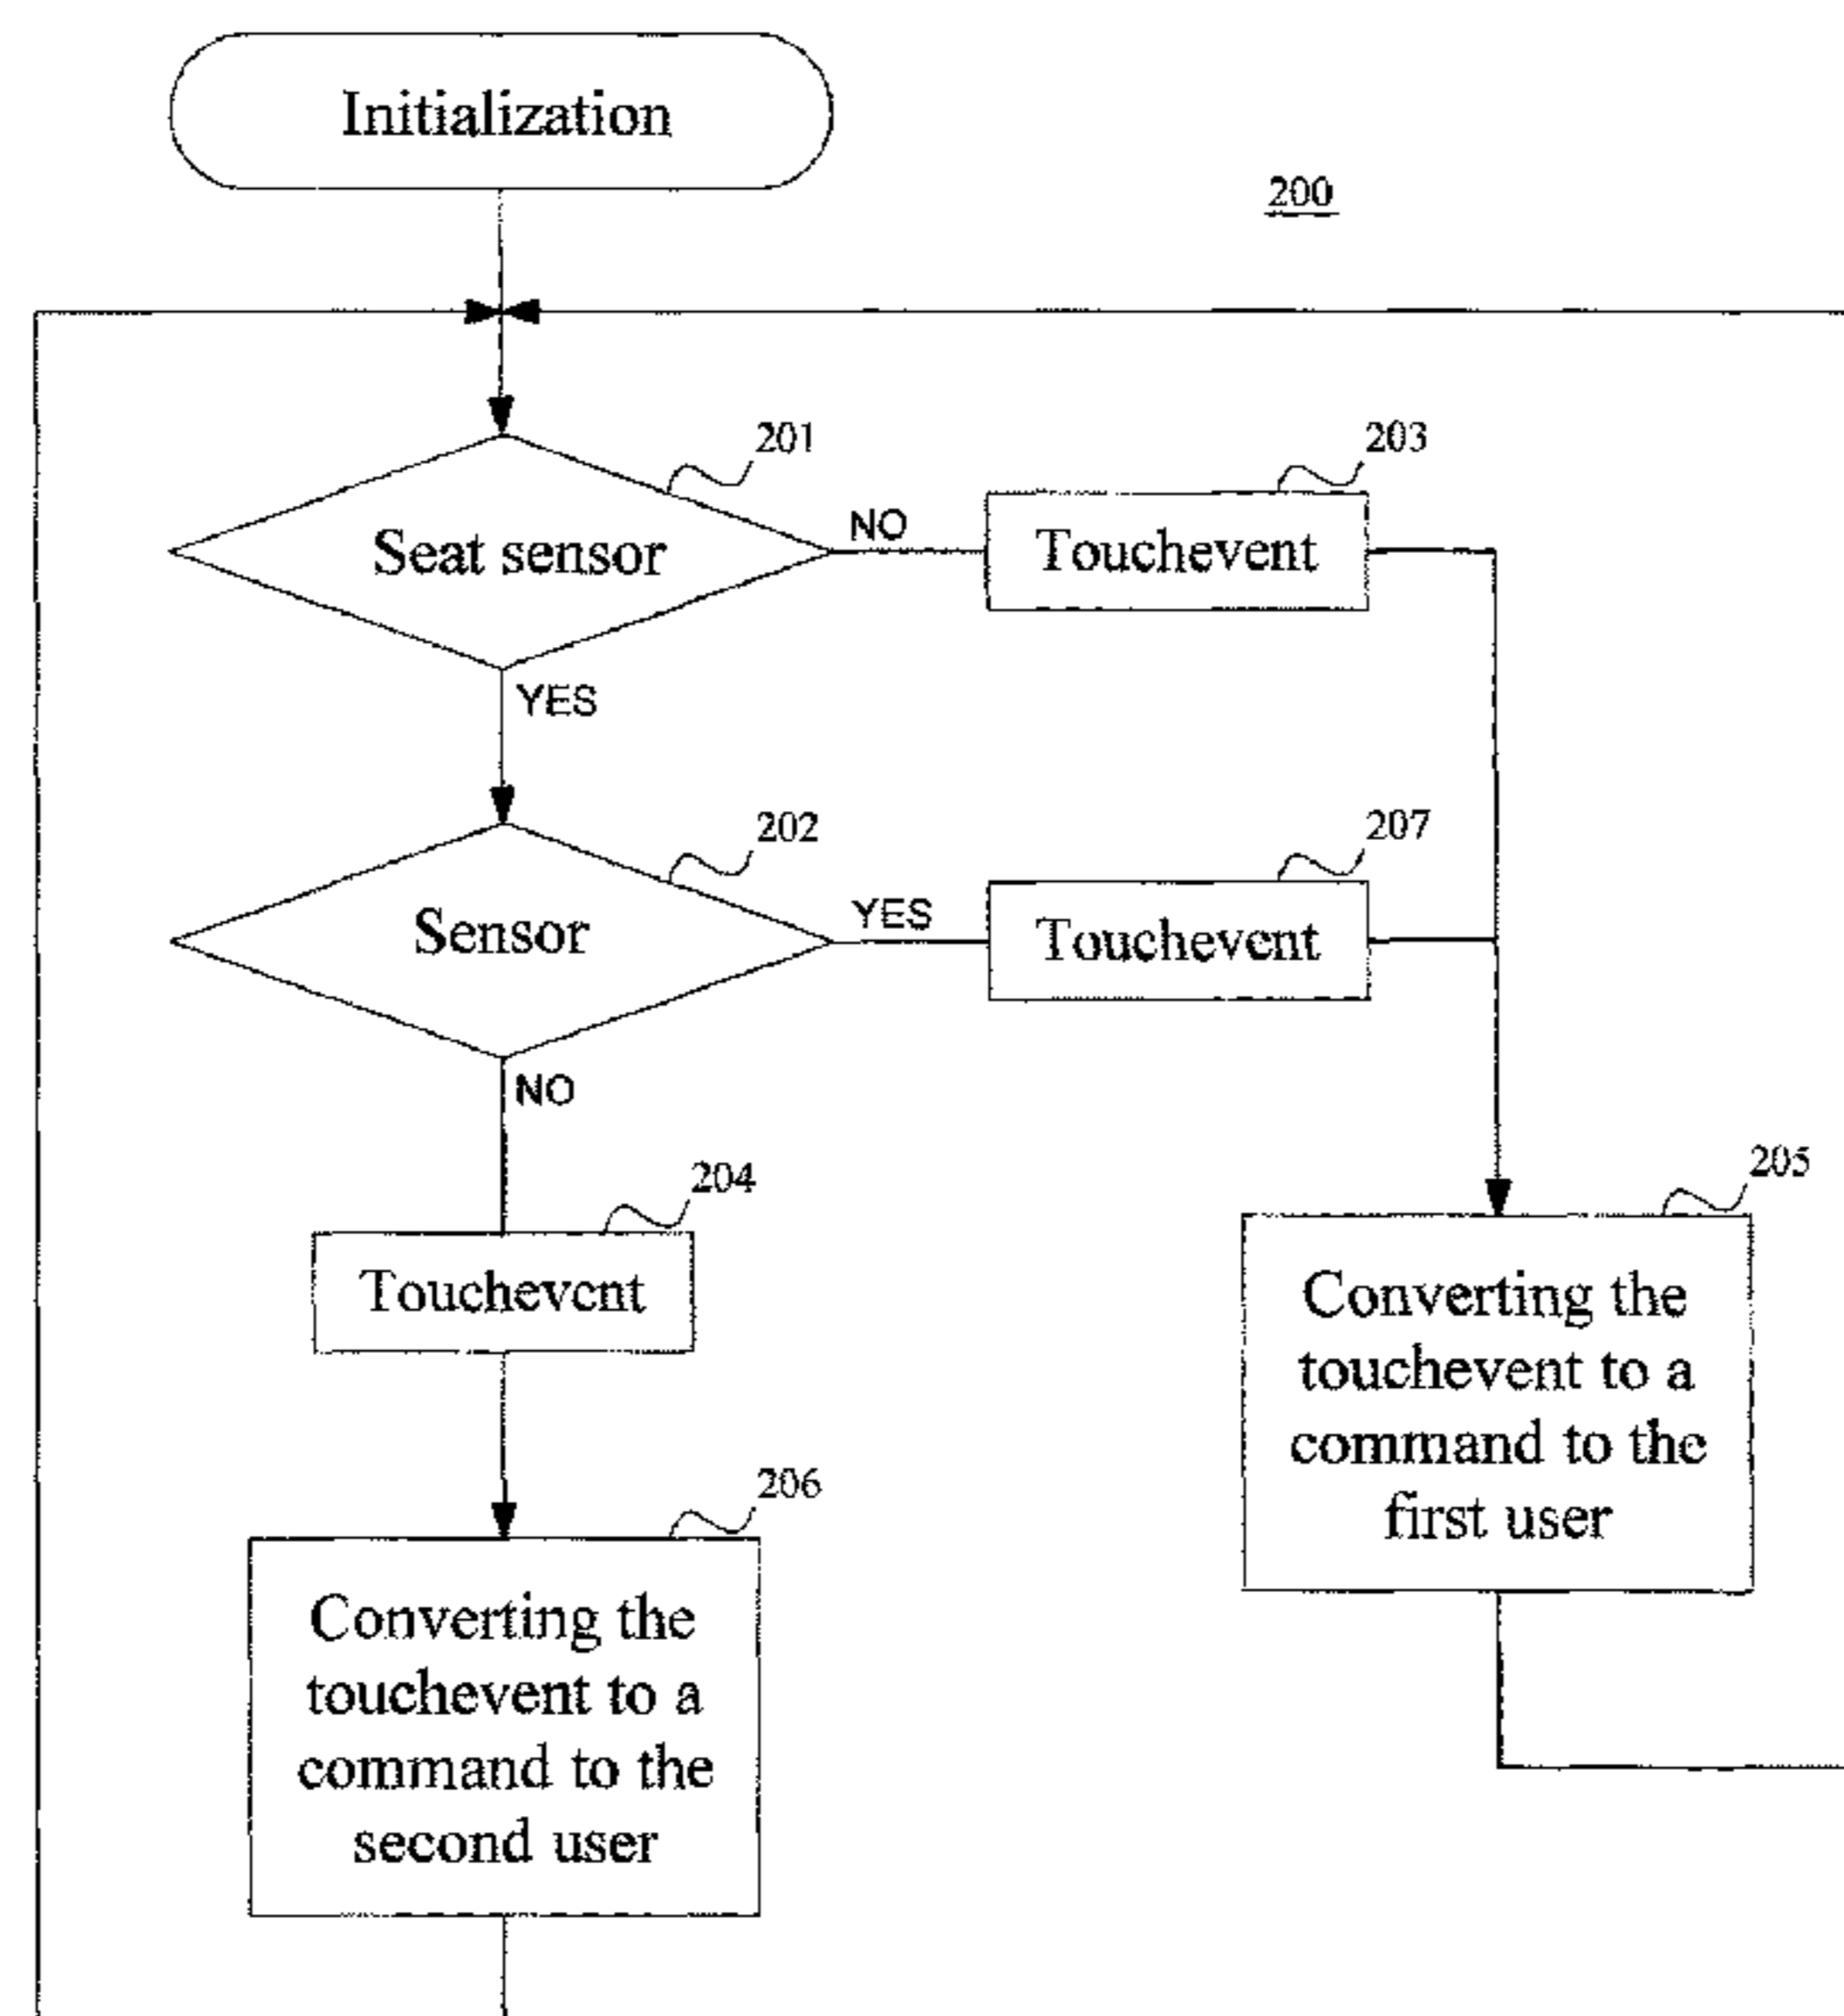 Initialization
200
201
203
Seat sensor
NO
Touchevent
YES
202
207
Sensor
YES
Touchevent
NO
204
205
Touchevent
Converting the
touchevent to a
command to the
first user
206
Converting the
touchevent to a
command to the
second user